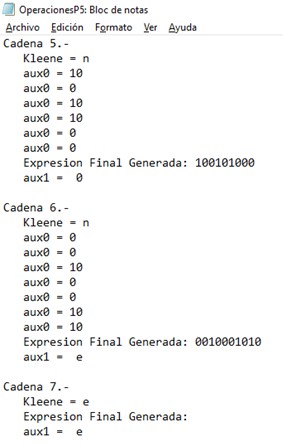 OperacionesP5: Bloc de notas
Archivo Edición Formato Ver Ayuda
Cadena 5.-
Kleene = n
aux0 = 10
aux0 = 0
aux0 = 10
aux0 = 10
aux0 = 0
aux0 = 0
Expresion Final Generada: 100101000
aux1 =  0
Cadena 6.-
Kleene = n
aux0 = 0
aux0 = 0
aux0 = 10
aux0 = 0
aux0 = 0
aux0 = 10
aux0 = 10
Expresion Final Generada: 0010001010
aux1 =  e
Cadena 7.-
Kleene = e
Expresion Final Generada:
aux1 =  e